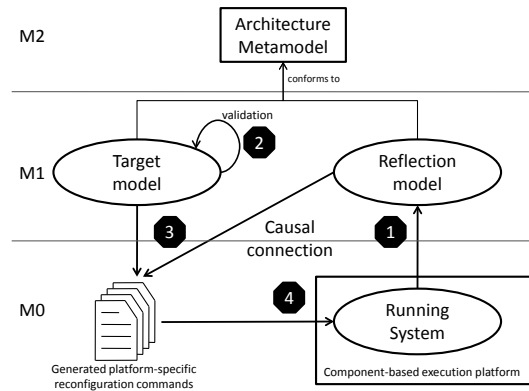 M2
Architecture
Metamodel
conforms to
validation
2
M1
Target
model
Reflection
model
3
Causal
connection
1
M0
4
Running
System
Generated platform-specific
reconfiguration commands
Component-based execution platform